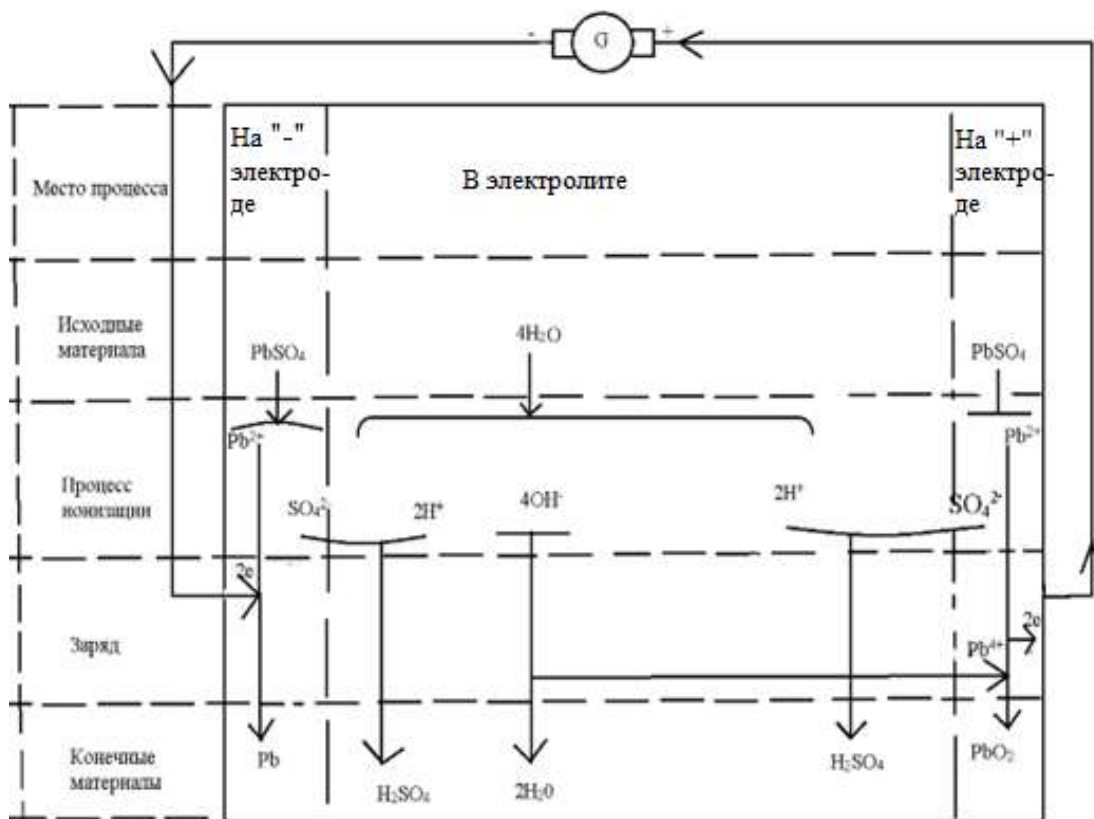 - G +
На "-"
электро-
де
В электролите
На "+"
электро-
де
Место процесса
Исходные
материала
PbSO₄
4H₂O
PbSO₄
Pb²⁺
Pb²⁺
Процесс
ионизации
SO₄²⁻
2H⁺
4OH⁻
2H⁺
SO₄²⁻
2e
Заряд
2e
Pb⁴⁺
Конечные
материалы
Pb
H₂SO₄
2H₂0
H₂SO₄
PbO₂